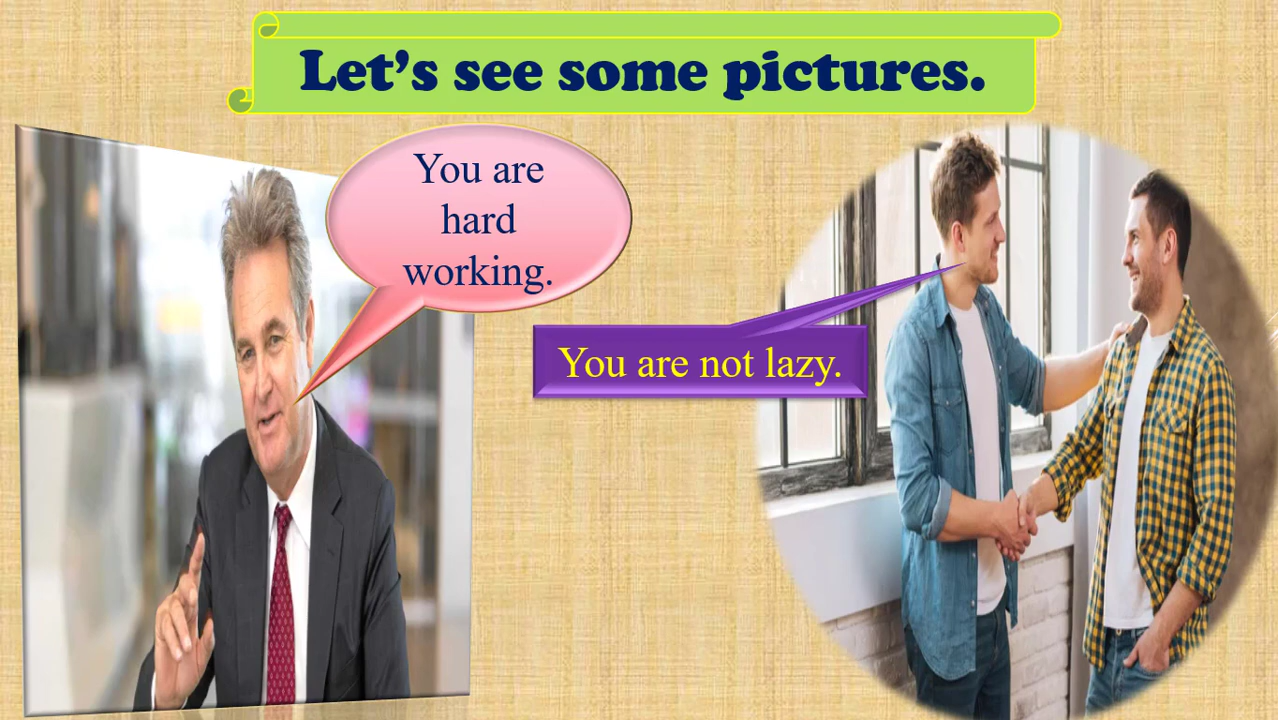 Let's see some pictures.
You are
hard
working.
You are not lazy.